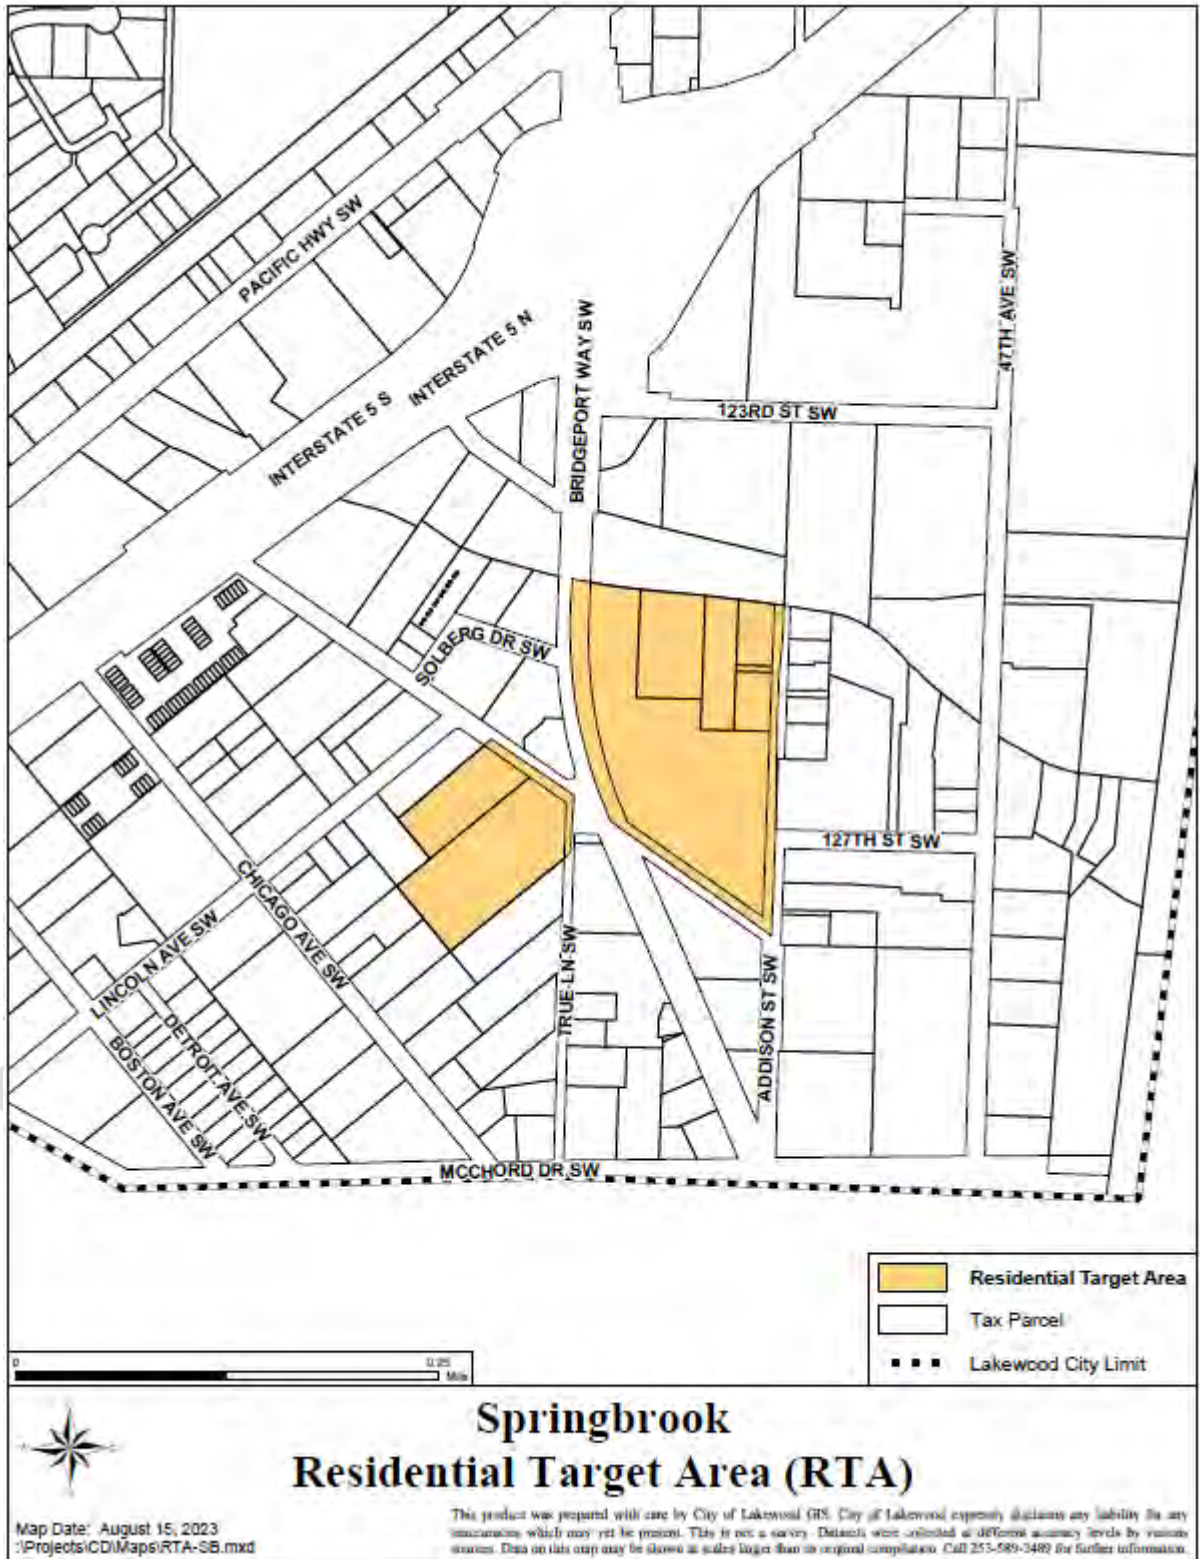 PACIFIC HWY SW
INTERSTATE 5 N
INTERSTATE 5 S
BRIDGEPORT WAY SW
47TH AVE SW
123RD ST SW
SOLBERG DR SW
127TH ST SW
CHICAGO AVE SW
LINCOLN AVE SW
DETROIT AVE SW
BOSTON AVE SW
TRUE LN SW
ADDISON ST SW
MCCHORD DR SW
Residential Target Area
Tax Parcel
Lakewood City Limit
0 0.25
Mile
Springbrook
Residential Target Area (RTA)
Map Date: August 15, 2023
:\Projects\CD\Maps\RTA-SB.mxd
This product was prepared with care by City of Lakewood GIS. City of Lakewood expressly disclaims any liability for any
inaccuracies which may yet be present. This is not a survey. Datasets were collected at different accuracy levels by various
sources. Data on this map may be shown at scales larger than its original compilation. Call 253-589-2489 for further information.